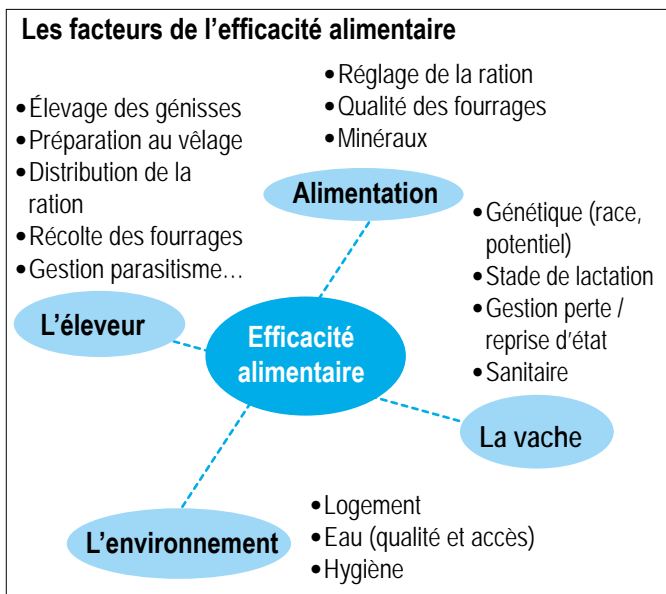 Les facteurs de l'efficacité alimentaire
•Réglage de la ration
•Qualité des fourrages
•Minéraux
Alimentation
•Élevage des génisses
•Préparation au vêlage
•Distribution de la
ration
•Récolte des fourrages
•Gestion parasitisme…
L'éleveur
Efficacité
alimentaire
•Génétique (race,
potentiel)
•Stade de lactation
•Gestion perte /
reprise d'état
•Sanitaire
La vache
L'environnement
•Logement
•Eau (qualité et accès)
•Hygiène